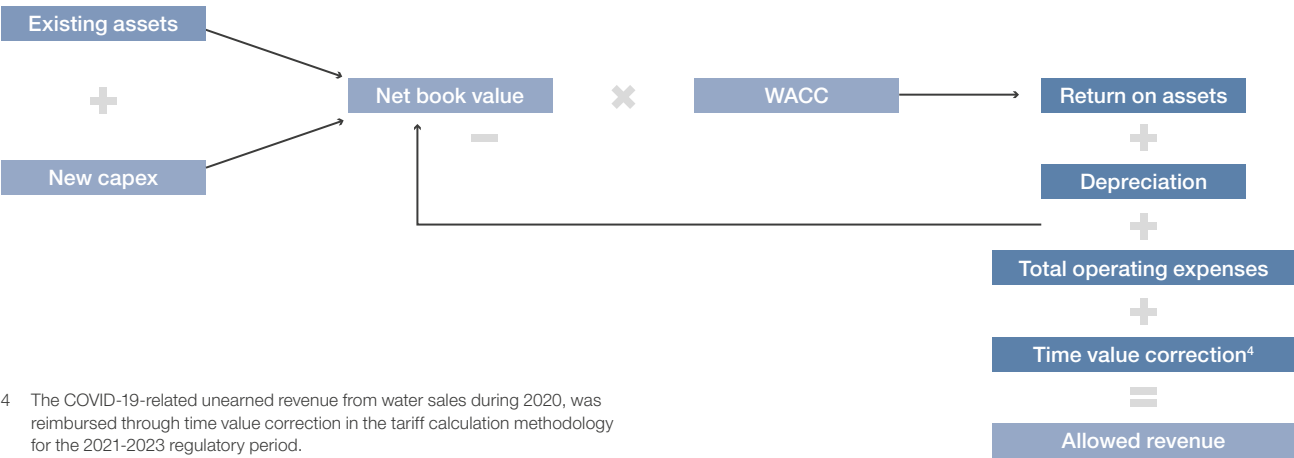 Existing assets
+
New capex
Net book value
×
−
WACC
Return on assets
+
Depreciation
+
Total operating expenses
+
Time value correction⁴
=
Allowed revenue
4 The COVID-19-related unearned revenue from water sales during 2020, was
reimbursed through time value correction in the tariff calculation methodology
for the 2021-2023 regulatory period.